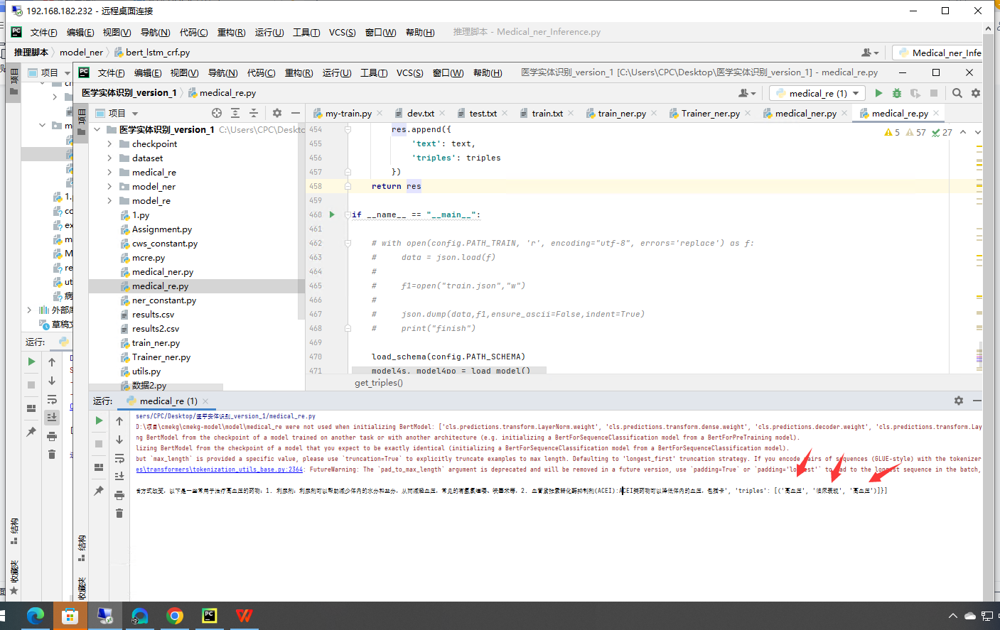 192.168.182.232 - 远程桌面连接
文件(F) 编辑(E) 视图(V) 导航(N) 代码(C) 重构(R) 运行(U) 工具(T) VCS(S) 窗口(W) 帮助(H) 推理脚本 - Medical_ner_Inference.py
推理脚本 model_ner bert_lstm_crf.py Medical_ner_Infe
项目 项目
文件(F) 编辑(E) 视图(V) 导航(N) 代码(C) 重构(R) 运行(U) 工具(T) VCS(S) 窗口(W) 帮助(H) 医学实体识别_version_1 [C:\Users\CPC\Desktop\医学实体识别_version_1] - medical_re.py
医学实体识别_version_1 medical_re.py medical_re (1)
项目 项目 my-train.py dev.txt test.txt train.txt train_ner.py Trainer_ner.py medical_ner.py medical_re.py
医学实体识别_version_1 C:\Users\CPC\Deskto
checkpoint
dataset
medical_re
model_ner
model_re
1.py
Assignment.py
cws_constant.py
mcre.py
medical_ner.py
medical_re.py
ner_constant.py
results.csv
results2.csv
train_ner.py
Trainer_ner.py
utils.py
数据2.py
454 res.append({
455 'text': text,
456 'triples': triples
457 })
458 return res
459
460 if __name__ == "__main__":
461
462 # with open(config.PATH_TRAIN, 'r', encoding="utf-8", errors='replace') as f:
463 # data = json.load(f)
464 #
465 # f1=open("train.json","w")
466 #
467 # json.dump(data,f1,ensure_ascii=False,indent=True)
468 # print("finish")
469
470 load_schema(config.PATH_SCHEMA)
471 model4s, model4po = load_model()
5 57 27
get_triples()
外部库
草稿文
运行:
运行: medical_re (1)
sers/CPC/Desktop/医学实体识别_version_1/medical_re.py
D:\项目\cmekg\cmekg-model\model\medical_re were not used when initializing BertModel: ['cls.predictions.transform.LayerNorm.weight', 'cls.predictions.transform.dense.weight', 'cls.predictions.decoder.weight', 'cls.predictions.transform.Lay
ng BertModel from the checkpoint of a model trained on another task or with another architecture (e.g. initializing a BertForSequenceClassification model from a BertForPreTraining model).
lizing BertModel from the checkpoint of a model that you expect to be exactly identical (initializing a BertForSequenceClassification model from a BertForSequenceClassification model).
but `max_length` is provided a specific value, please use `truncation=True` to explicitly truncate examples to max length. Defaulting to 'longest_first' truncation strategy. If you encode pairs of sequences (GLUE-style) with the tokenizer
es\transformers\tokenization_utils_base.py:2364: FutureWarning: The `pad_to_max_length` argument is deprecated and will be removed in a future version, use `padding=True` or `padding='longest'` to pad to the longest sequence in the batch,
方式改变。以下是一些常用于治疗高血压的药物：1. 利尿剂：利尿剂可以帮助减少体内的水分和盐分，从而减轻血压，常见的有氢氯噻嗪、呋塞米等。2. 血管紧张素转化酶抑制剂(ACEI):ACEI类药物可以降低体内的血压，包括卡', 'triples': [('高血压', '临床表现', '高血压')]}]
结构
收藏夹
结构
收藏夹